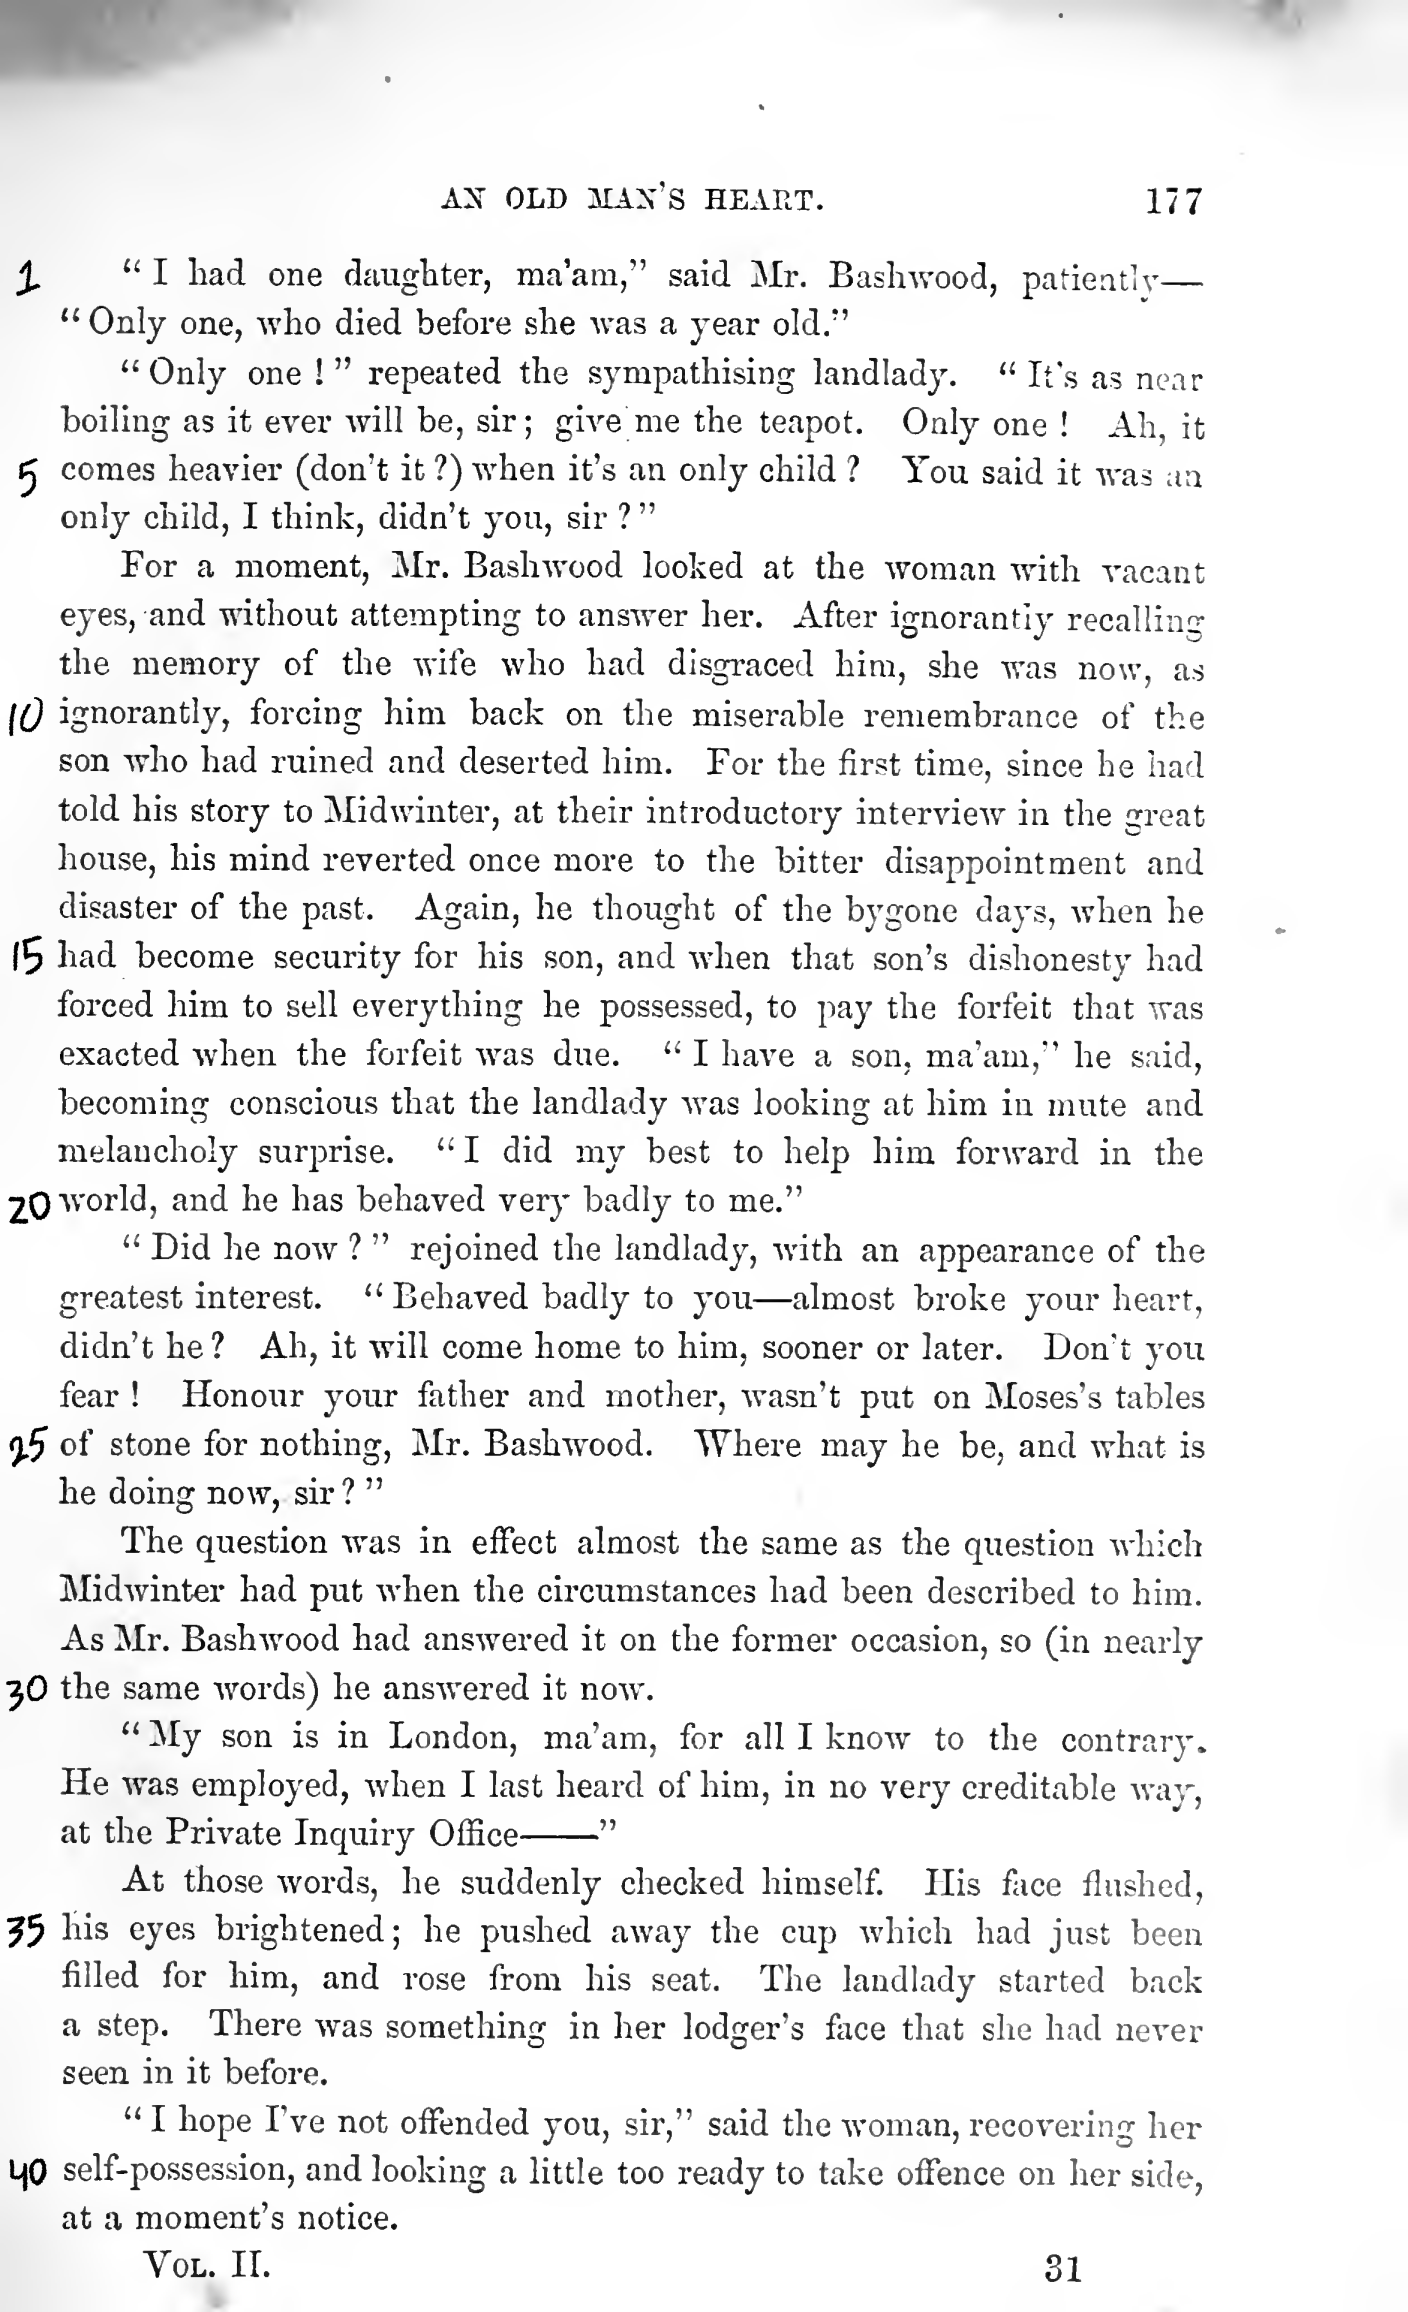 AN OLD MAN'S HEART. 177
1 "I had one daughter, ma'am," said Mr. Bashwood, patiently—
"Only one, who died before she was a year old."
"Only one!" repeated the sympathising landlady. "It's as near
boiling as it ever will be, sir; give me the teapot. Only one! Ah, it
5 comes heavier (don't it?) when it's an only child? You said it was an
only child, I think, didn't you, sir?"
For a moment, Mr. Bashwood looked at the woman with vacant
eyes, and without attempting to answer her. After ignorantly recalling
the memory of the wife who had disgraced him, she was now, as
10 ignorantly, forcing him back on the miserable remembrance of the
son who had ruined and deserted him. For the first time, since he had
told his story to Midwinter, at their introductory interview in the great
house, his mind reverted once more to the bitter disappointment and
disaster of the past. Again, he thought of the bygone days, when he
15 had become security for his son, and when that son's dishonesty had
forced him to sell everything he possessed, to pay the forfeit that was
exacted when the forfeit was due. "I have a son, ma'am," he said,
becoming conscious that the landlady was looking at him in mute and
melancholy surprise. "I did my best to help him forward in the
20 world, and he has behaved very badly to me."
"Did he now?" rejoined the landlady, with an appearance of the
greatest interest. "Behaved badly to you—almost broke your heart,
didn't he? Ah, it will come home to him, sooner or later. Don't you
fear! Honour your father and mother, wasn't put on Moses's tables
25 of stone for nothing, Mr. Bashwood. Where may he be, and what is
he doing now, sir?"
The question was in effect almost the same as the question which
Midwinter had put when the circumstances had been described to him.
As Mr. Bashwood had answered it on the former occasion, so (in nearly
30 the same words) he answered it now.
"My son is in London, ma'am, for all I know to the contrary.
He was employed, when I last heard of him, in no very creditable way,
at the Private Inquiry Office——"
At those words, he suddenly checked himself. His face flushed,
35 his eyes brightened; he pushed away the cup which had just been
filled for him, and rose from his seat. The landlady started back
a step. There was something in her lodger's face that she had never
seen in it before.
"I hope I've not offended you, sir," said the woman, recovering her
40 self-possession, and looking a little too ready to take offence on her side,
at a moment's notice.
VOL. II. 31